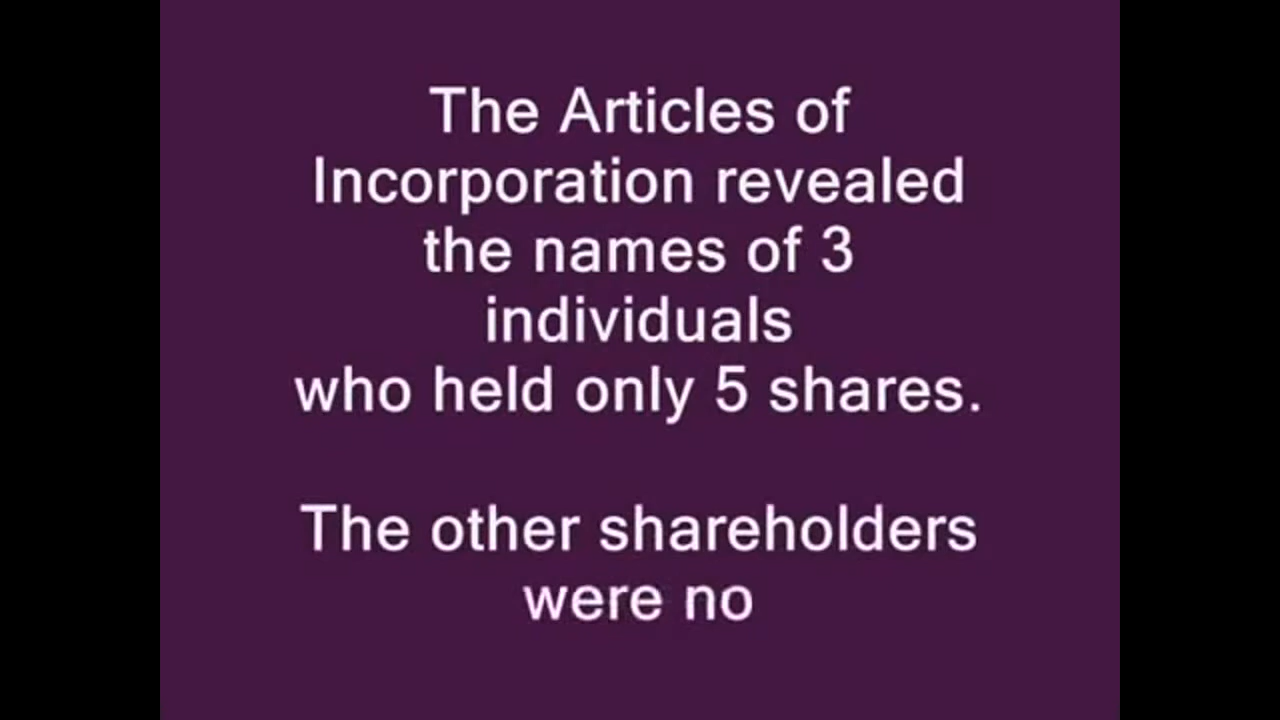 The Articles of
Incorporation revealed
the names of 3
individuals
who held only 5 shares.
The other shareholders
were no